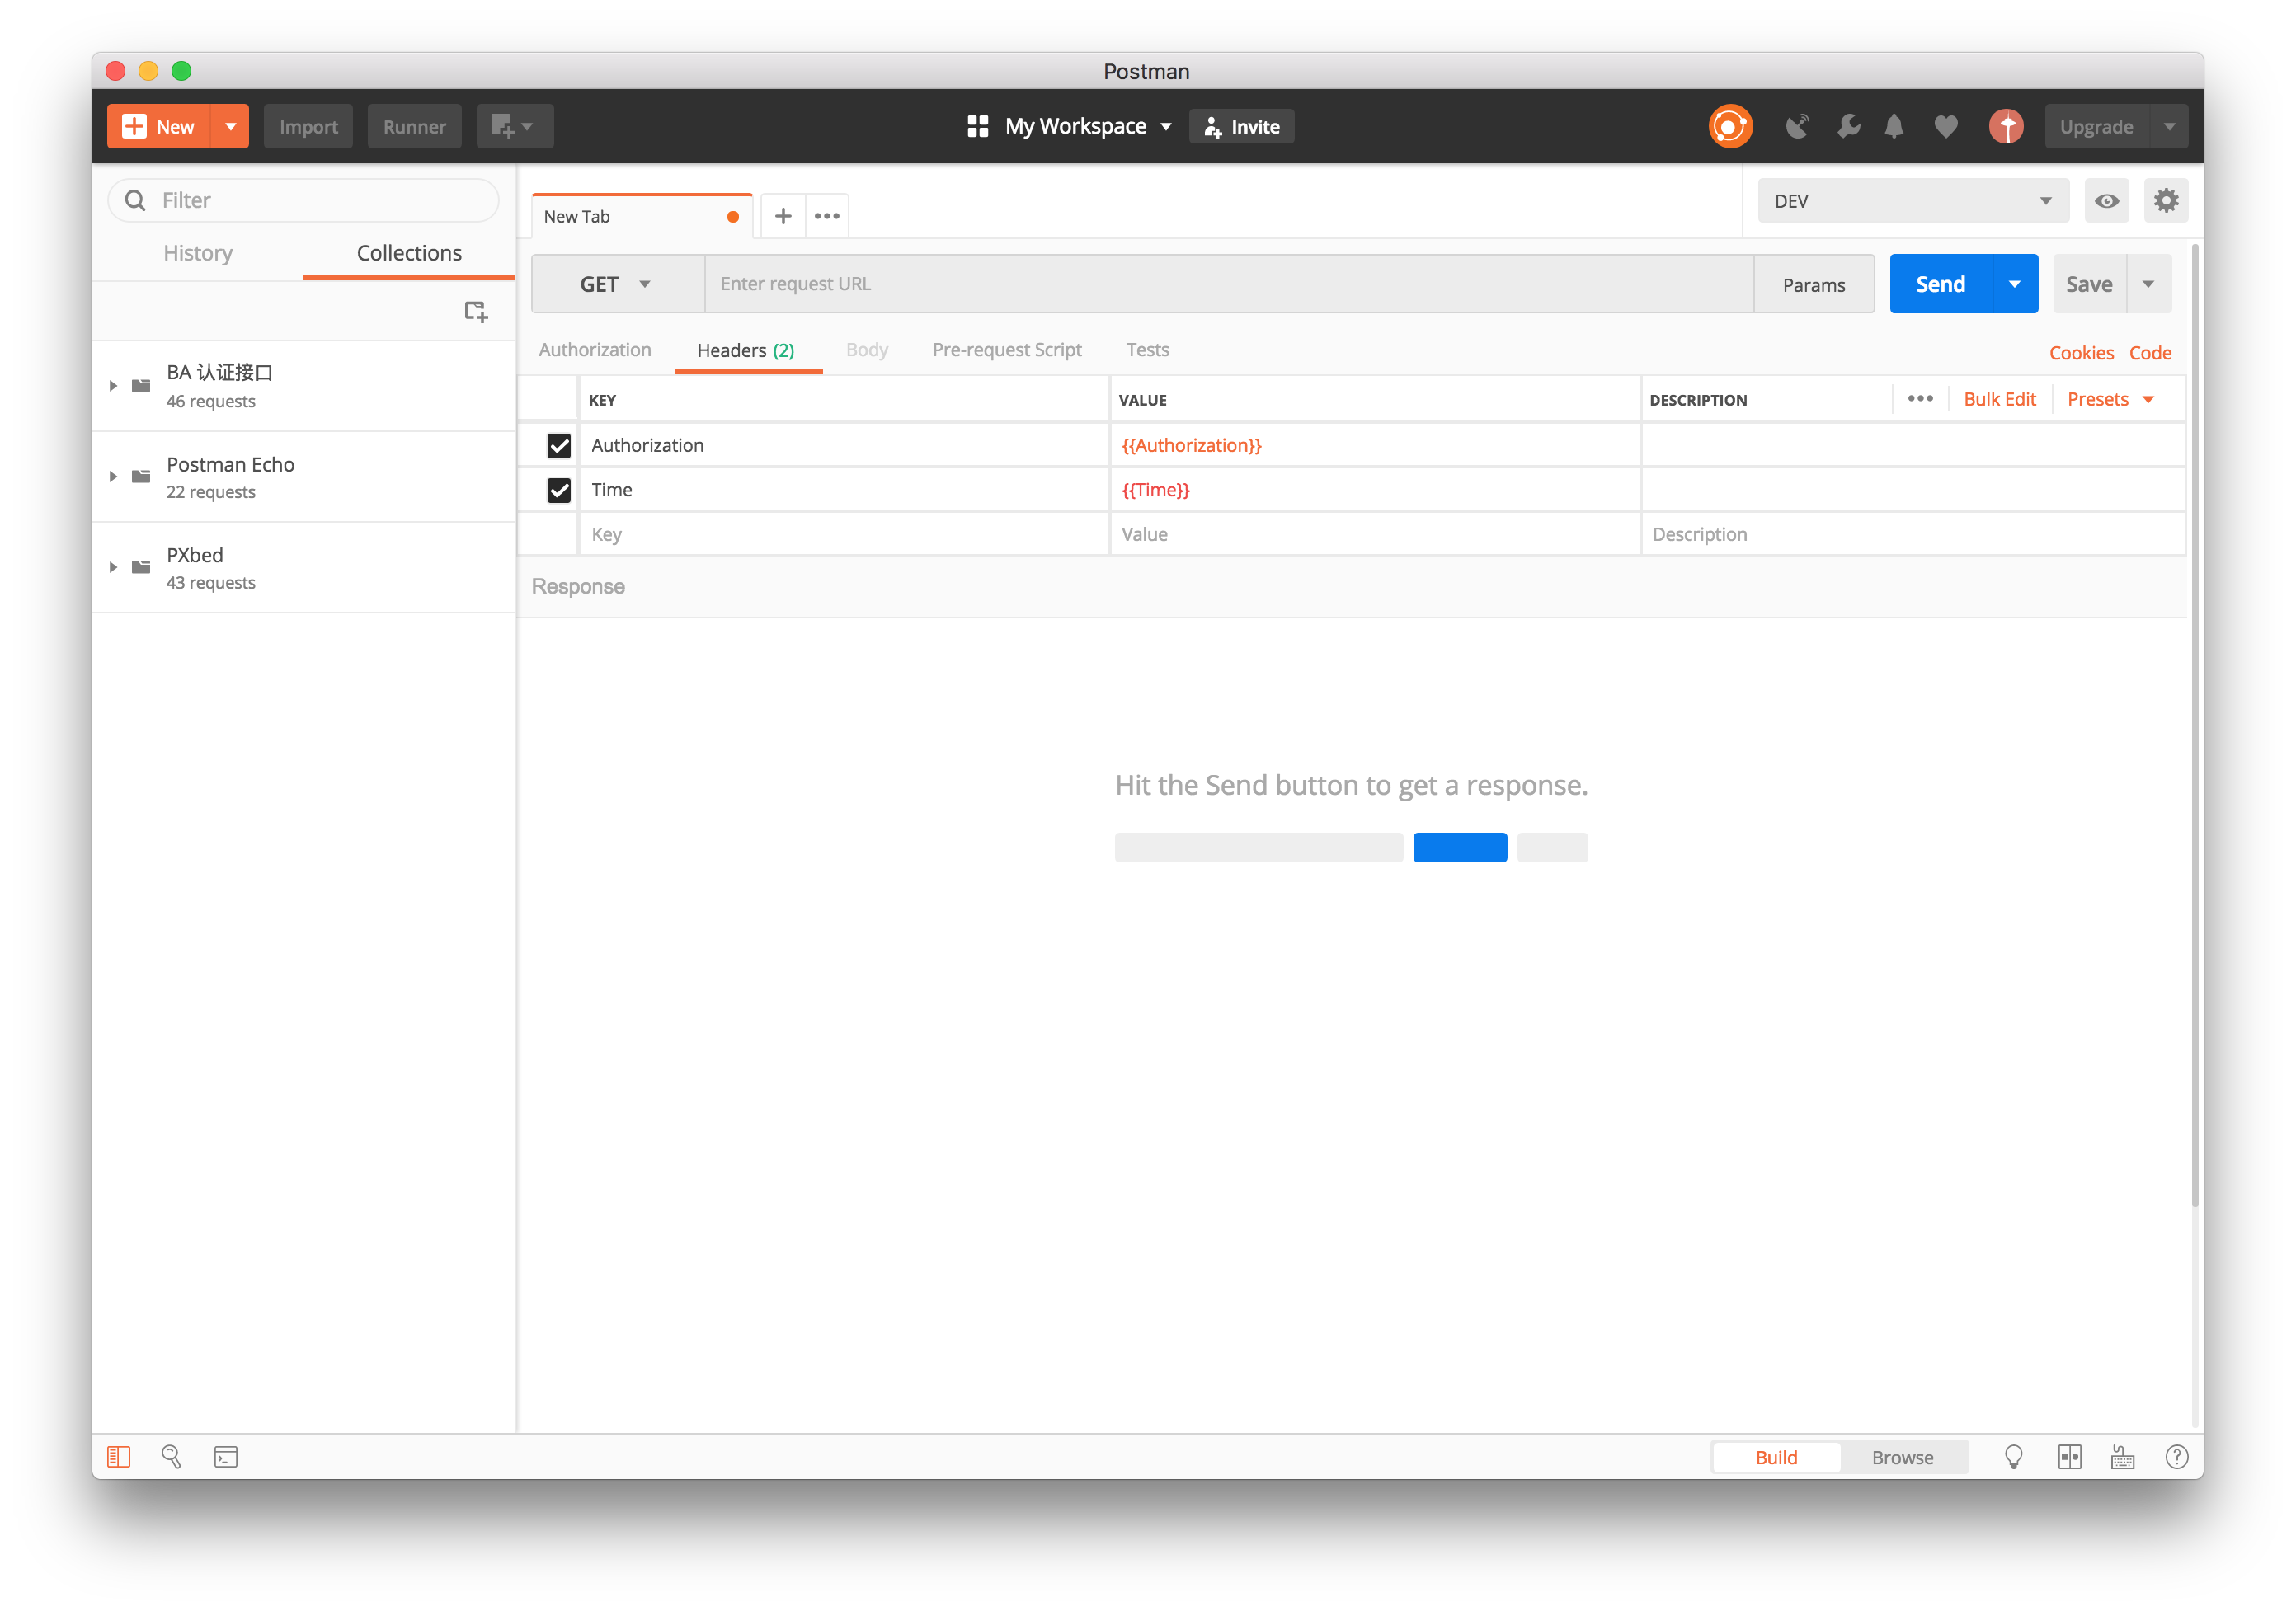 Postman
New Import Runner My Workspace Invite Upgrade
Filter
History Collections
BA 认证接口
46 requests
Postman Echo
22 requests
PXbed
43 requests
New Tab DEV
GET Enter request URL Params Send Save
Authorization Headers (2) Body Pre-request Script Tests Cookies Code
KEY VALUE DESCRIPTION Bulk Edit Presets
Authorization {{Authorization}}
Time {{Time}}
Key Value Description
Response
Hit the Send button to get a response.
Build Browse